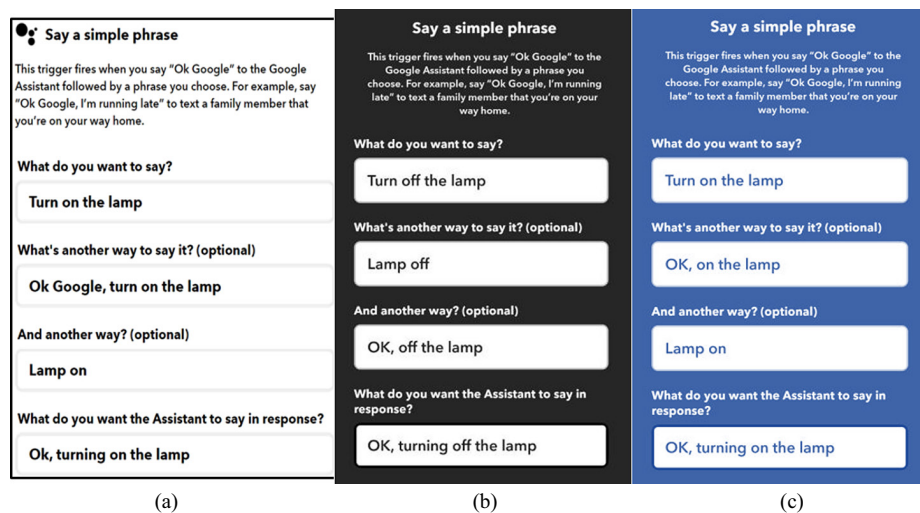 Say a simple phrase
This trigger fires when you say “Ok Google” to the Google
Assistant followed by a phrase you choose. For example, say
“Ok Google, I’m running late” to text a family member that
you’re on your way home.
What do you want to say?
Turn on the lamp
What's another way to say it? (optional)
Ok Google, turn on the lamp
And another way? (optional)
Lamp on
What do you want the Assistant to say in response?
Ok, turning on the lamp
(a)
Say a simple phrase
This trigger fires when you say “Ok Google” to the
Google Assistant followed by a phrase you
choose. For example, say “Ok Google, I’m running
late” to text a family member that you’re on your
way home.
What do you want to say?
Turn off the lamp
What's another way to say it? (optional)
Lamp off
And another way? (optional)
OK, off the lamp
What do you want the Assistant to say in
response?
OK, turning off the lamp
(b)
Say a simple phrase
This trigger fires when you say “Ok Google” to the
Google Assistant followed by a phrase you
choose. For example, say “Ok Google, I’m running
late” to text a family member that you’re on your
way home.
What do you want to say?
Turn on the lamp
What's another way to say it? (optional)
OK, on the lamp
And another way? (optional)
Lamp on
What do you want the Assistant to say in
response?
OK, turning on the lamp
(c)